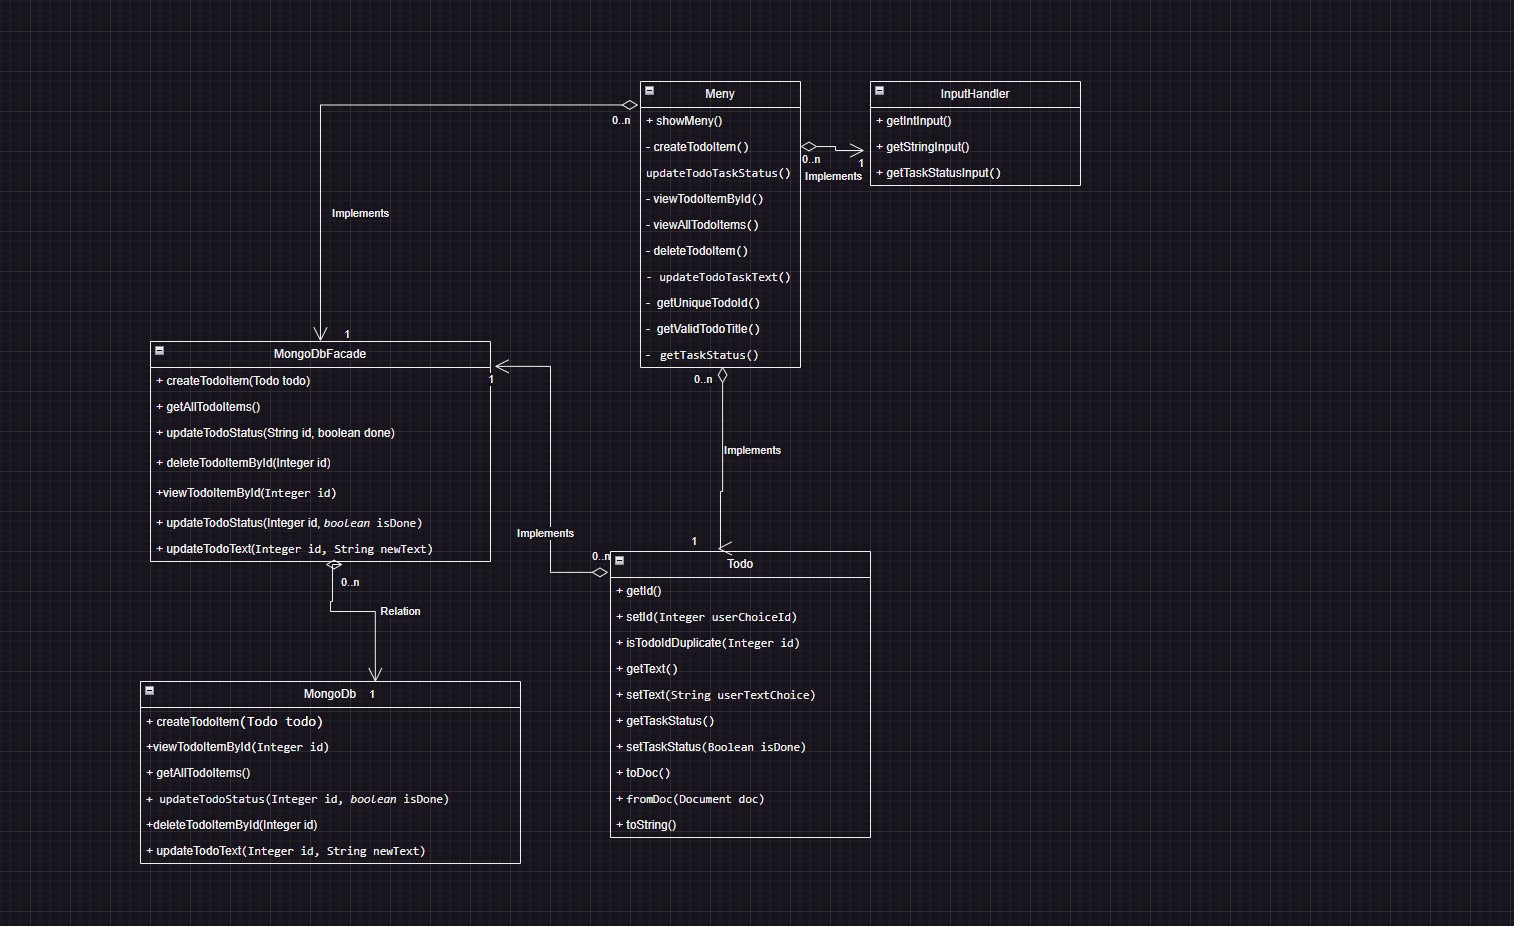 Meny
+ showMeny()
- createTodoItem()
updateTodoTaskStatus()
- viewTodoItemById()
- viewAllTodoItems()
- deleteTodoItem()
- updateTodoTaskText()
- getUniqueTodoId()
- getValidTodoTitle()
- getTaskStatus()
InputHandler
+ getIntInput()
+ getStringInput()
+ getTaskStatusInput()
0..n
0..n
1
Implements
Implements
1
MongoDbFacade
+ createTodoItem(Todo todo)
+ getAllTodoItems()
+ updateTodoStatus(String id, boolean done)
+ deleteTodoItemById(Integer id)
+viewTodoItemById(Integer id)
+ updateTodoStatus(Integer id, boolean isDone)
+ updateTodoText(Integer id, String newText)
1
0..n
Implements
1
Implements
0..n
0..n
Relation
Todo
+ getId()
+ setId(Integer userChoiceId)
+ isTodoIdDuplicate(Integer id)
+ getText()
+ setText(String userTextChoice)
+ getTaskStatus()
+ setTaskStatus(Boolean isDone)
+ toDoc()
+ fromDoc(Document doc)
+ toString()
MongoDb 1
+ createTodoItem(Todo todo)
+viewTodoItemById(Integer id)
+ getAllTodoItems()
+ updateTodoStatus(Integer id, boolean isDone)
+deleteTodoItemById(Integer id)
+ updateTodoText(Integer id, String newText)